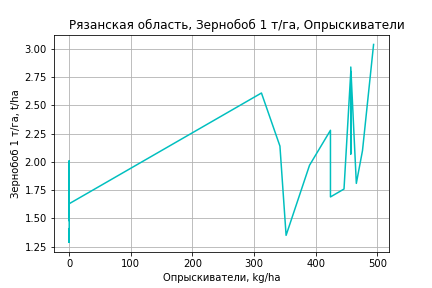 Рязанская область, Зернобоб 1 т/га, Опрыскиватели
3.00
2.75
2.50
2.25
2.00
1.75
1.50
1.25
Зернобоб 1 т/га, t/ha
0 100 200 300 400 500
Опрыскиватели, kg/ha